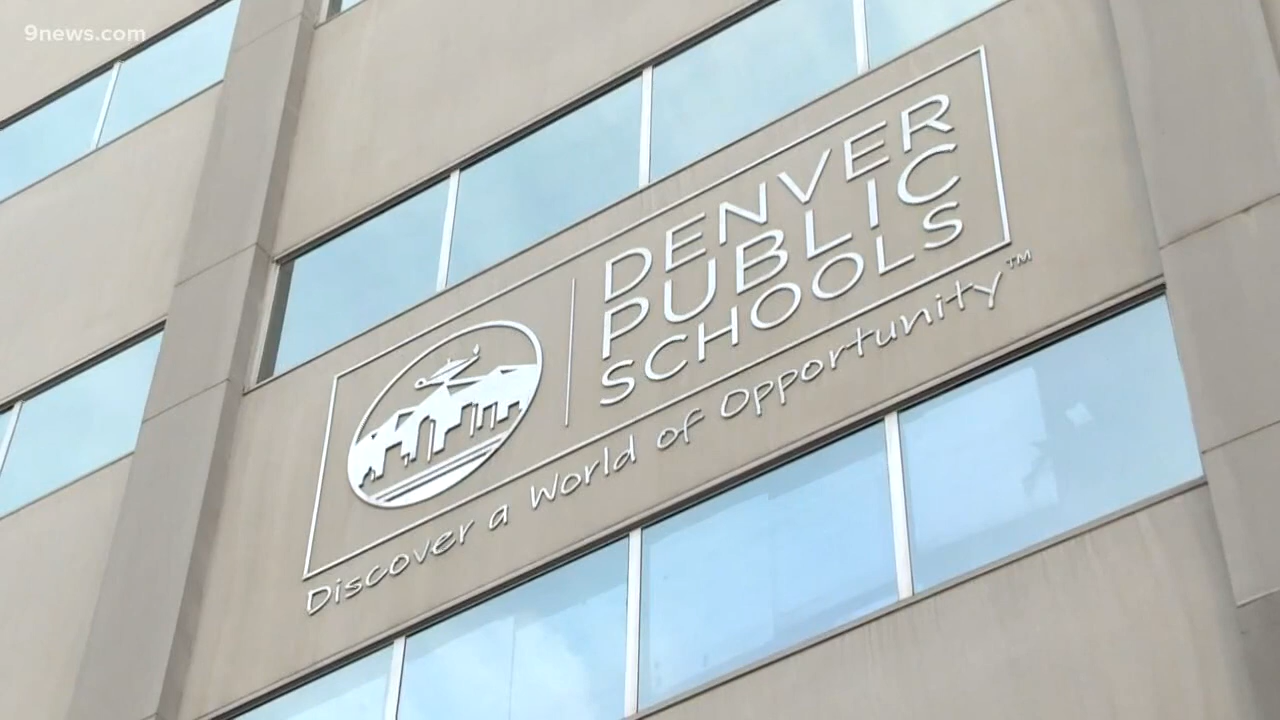 9news.com
DENVER
PUBLIC
SCHOOLS
Discover a World of Opportunity™